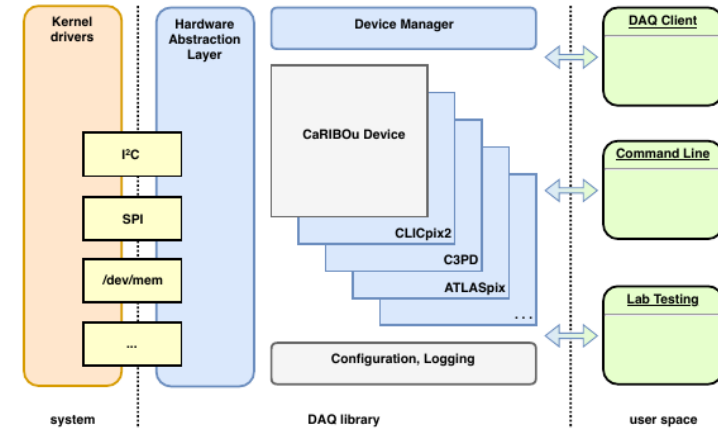 Kernel
drivers
Hardware
Abstraction
Layer
Device Manager
DAQ Client
CaRIBOu Device
I²C
Command Line
SPI
CLICpix2
C3PD
/dev/mem
ATLASpix
Lab Testing
...
...
Configuration, Logging
system
DAQ library
user space